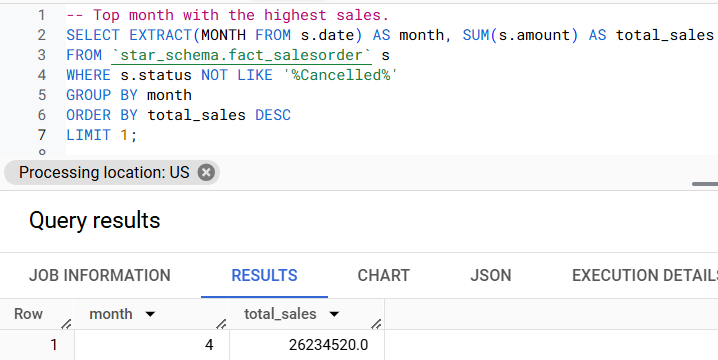 1 -- Top month with the highest sales.
2 SELECT EXTRACT(MONTH FROM s.date) AS month, SUM(s.amount) AS total_sales
3 FROM `star_schema.fact_salesorder` s
4 WHERE s.status NOT LIKE '%Cancelled%'
5 GROUP BY month
6 ORDER BY total_sales DESC
7 LIMIT 1;
Processing location: US
Query results
JOB INFORMATION RESULTS CHART JSON EXECUTION DETAILS
Row month total_sales
1 4 26234520.0